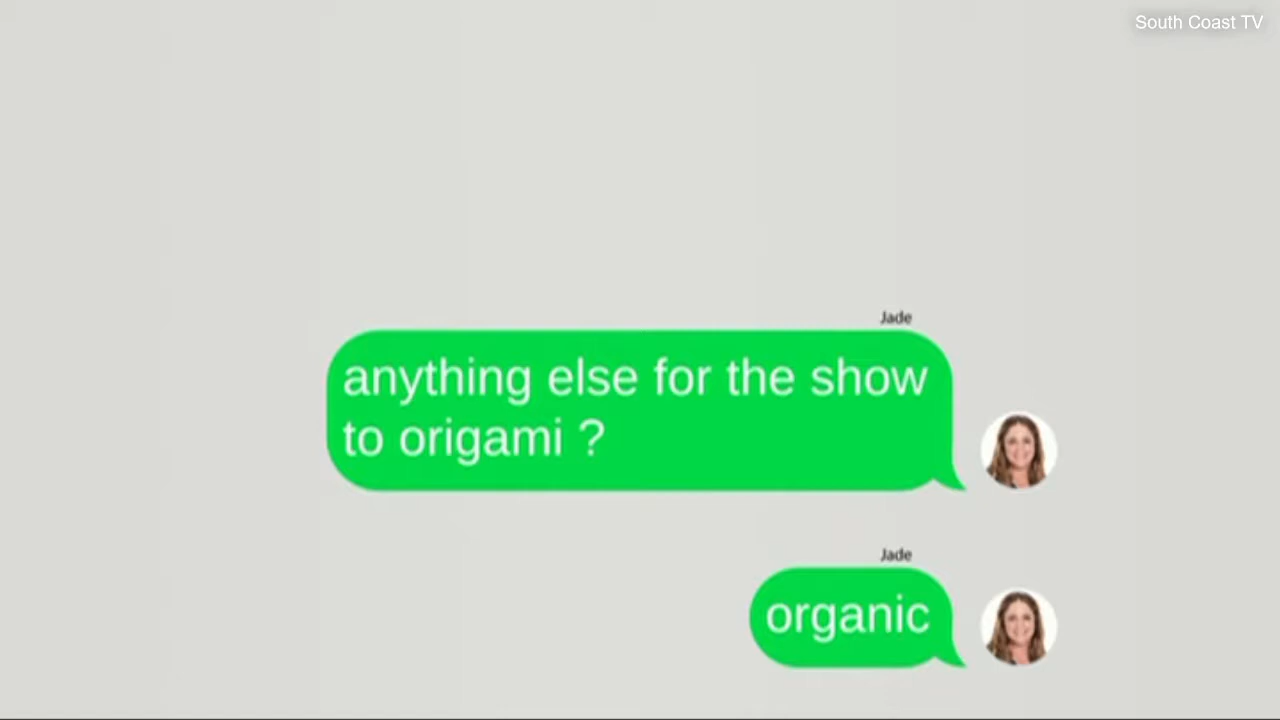 South Coast TV
Jade
anything else for the show
to origami ?
Jade
organic